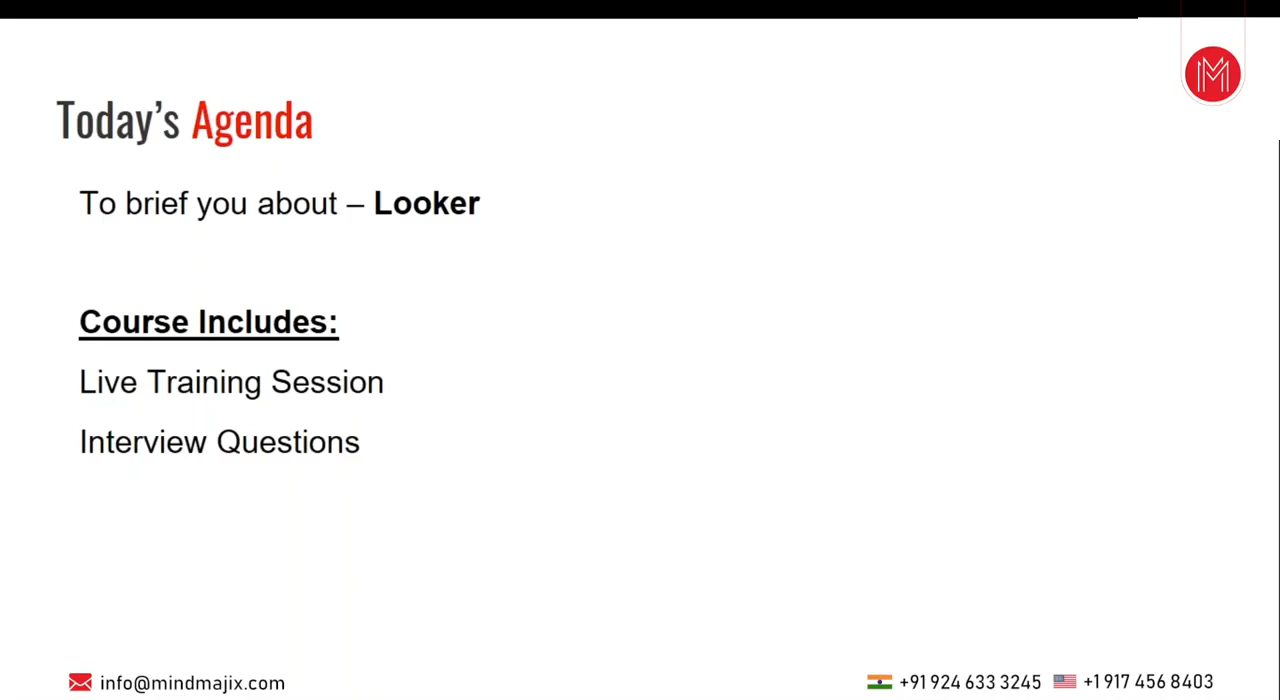 Today's Agenda
To brief you about – Looker
Course Includes:
Live Training Session
Interview Questions
info@mindmajix.com
+91 924 633 3245 +1 917 456 8403